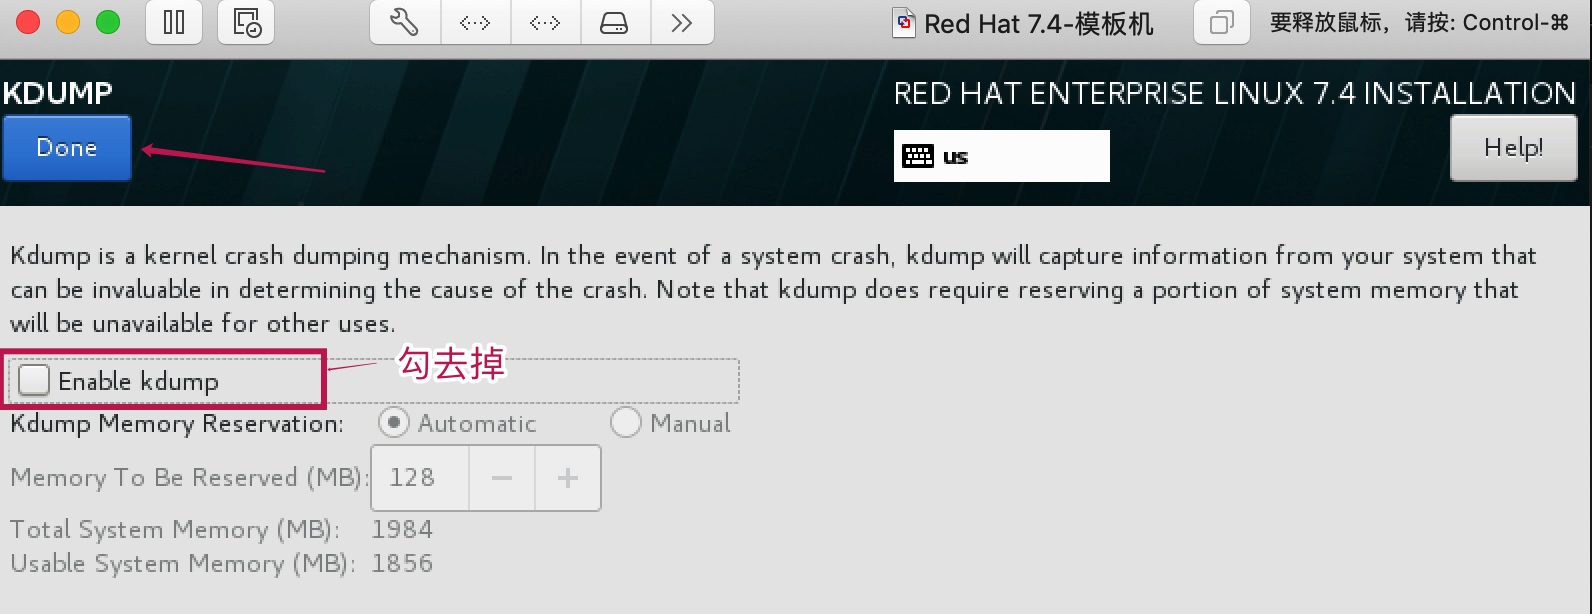 Red Hat 7.4-模板机
要释放鼠标，请按: Control-⌘
KDUMP
RED HAT ENTERPRISE LINUX 7.4 INSTALLATION
Done
us
Help!
Kdump is a kernel crash dumping mechanism. In the event of a system crash, kdump will capture information from your system that
can be invaluable in determining the cause of the crash. Note that kdump does require reserving a portion of system memory that
will be unavailable for other uses.
勾去掉
Enable kdump
Kdump Memory Reservation: Automatic Manual
Memory To Be Reserved (MB): 128 − +
Total System Memory (MB): 1984
Usable System Memory (MB): 1856